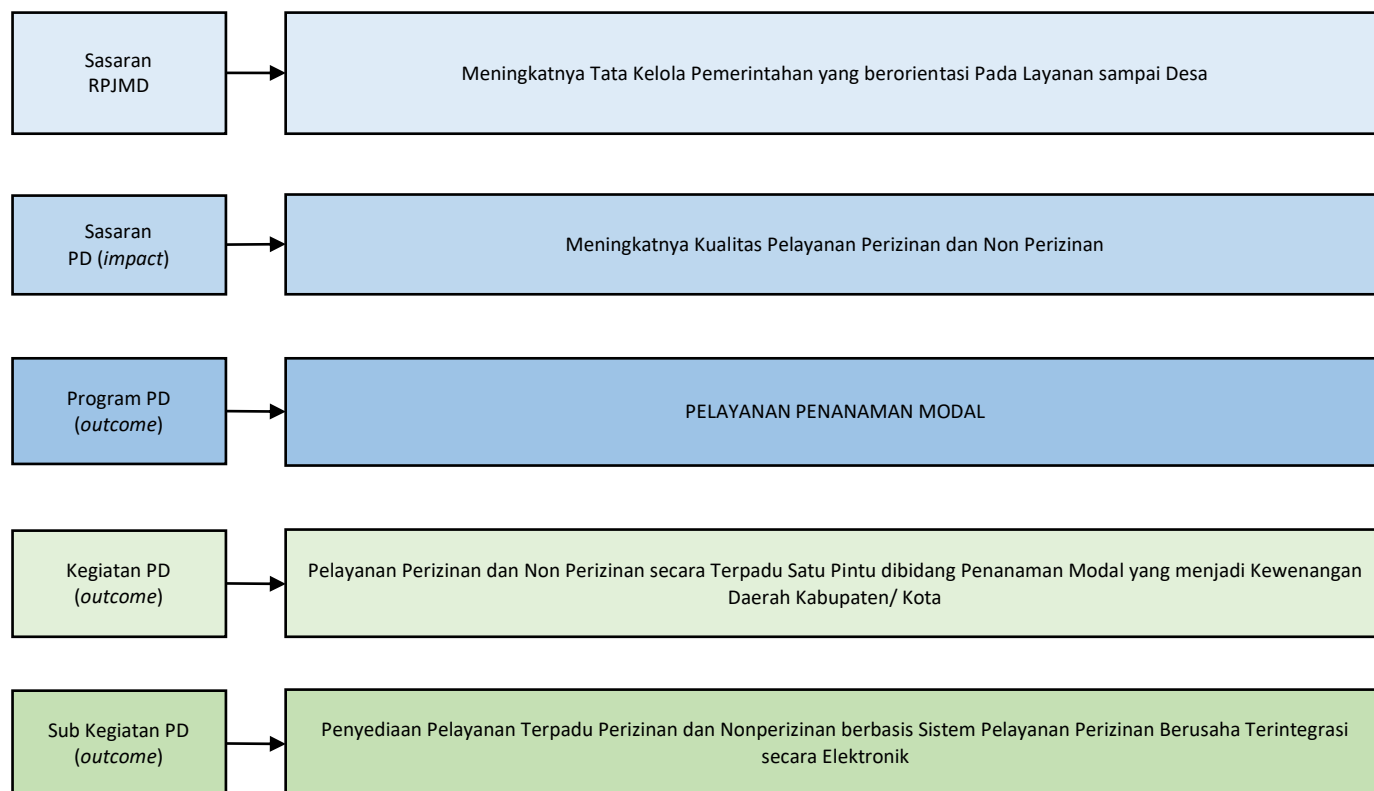 Sasaran
RPJMD
Meningkatnya Tata Kelola Pemerintahan yang berorientasi Pada Layanan sampai Desa
Sasaran
PD (impact)
Meningkatnya Kualitas Pelayanan Perizinan dan Non Perizinan
Program PD
(outcome)
PELAYANAN PENANAMAN MODAL
Kegiatan PD
(outcome)
Pelayanan Perizinan dan Non Perizinan secara Terpadu Satu Pintu dibidang Penanaman Modal yang menjadi Kewenangan
Daerah Kabupaten/ Kota
Sub Kegiatan PD
(outcome)
Penyediaan Pelayanan Terpadu Perizinan dan Nonperizinan berbasis Sistem Pelayanan Perizinan Berusaha Terintegrasi
secara Elektronik